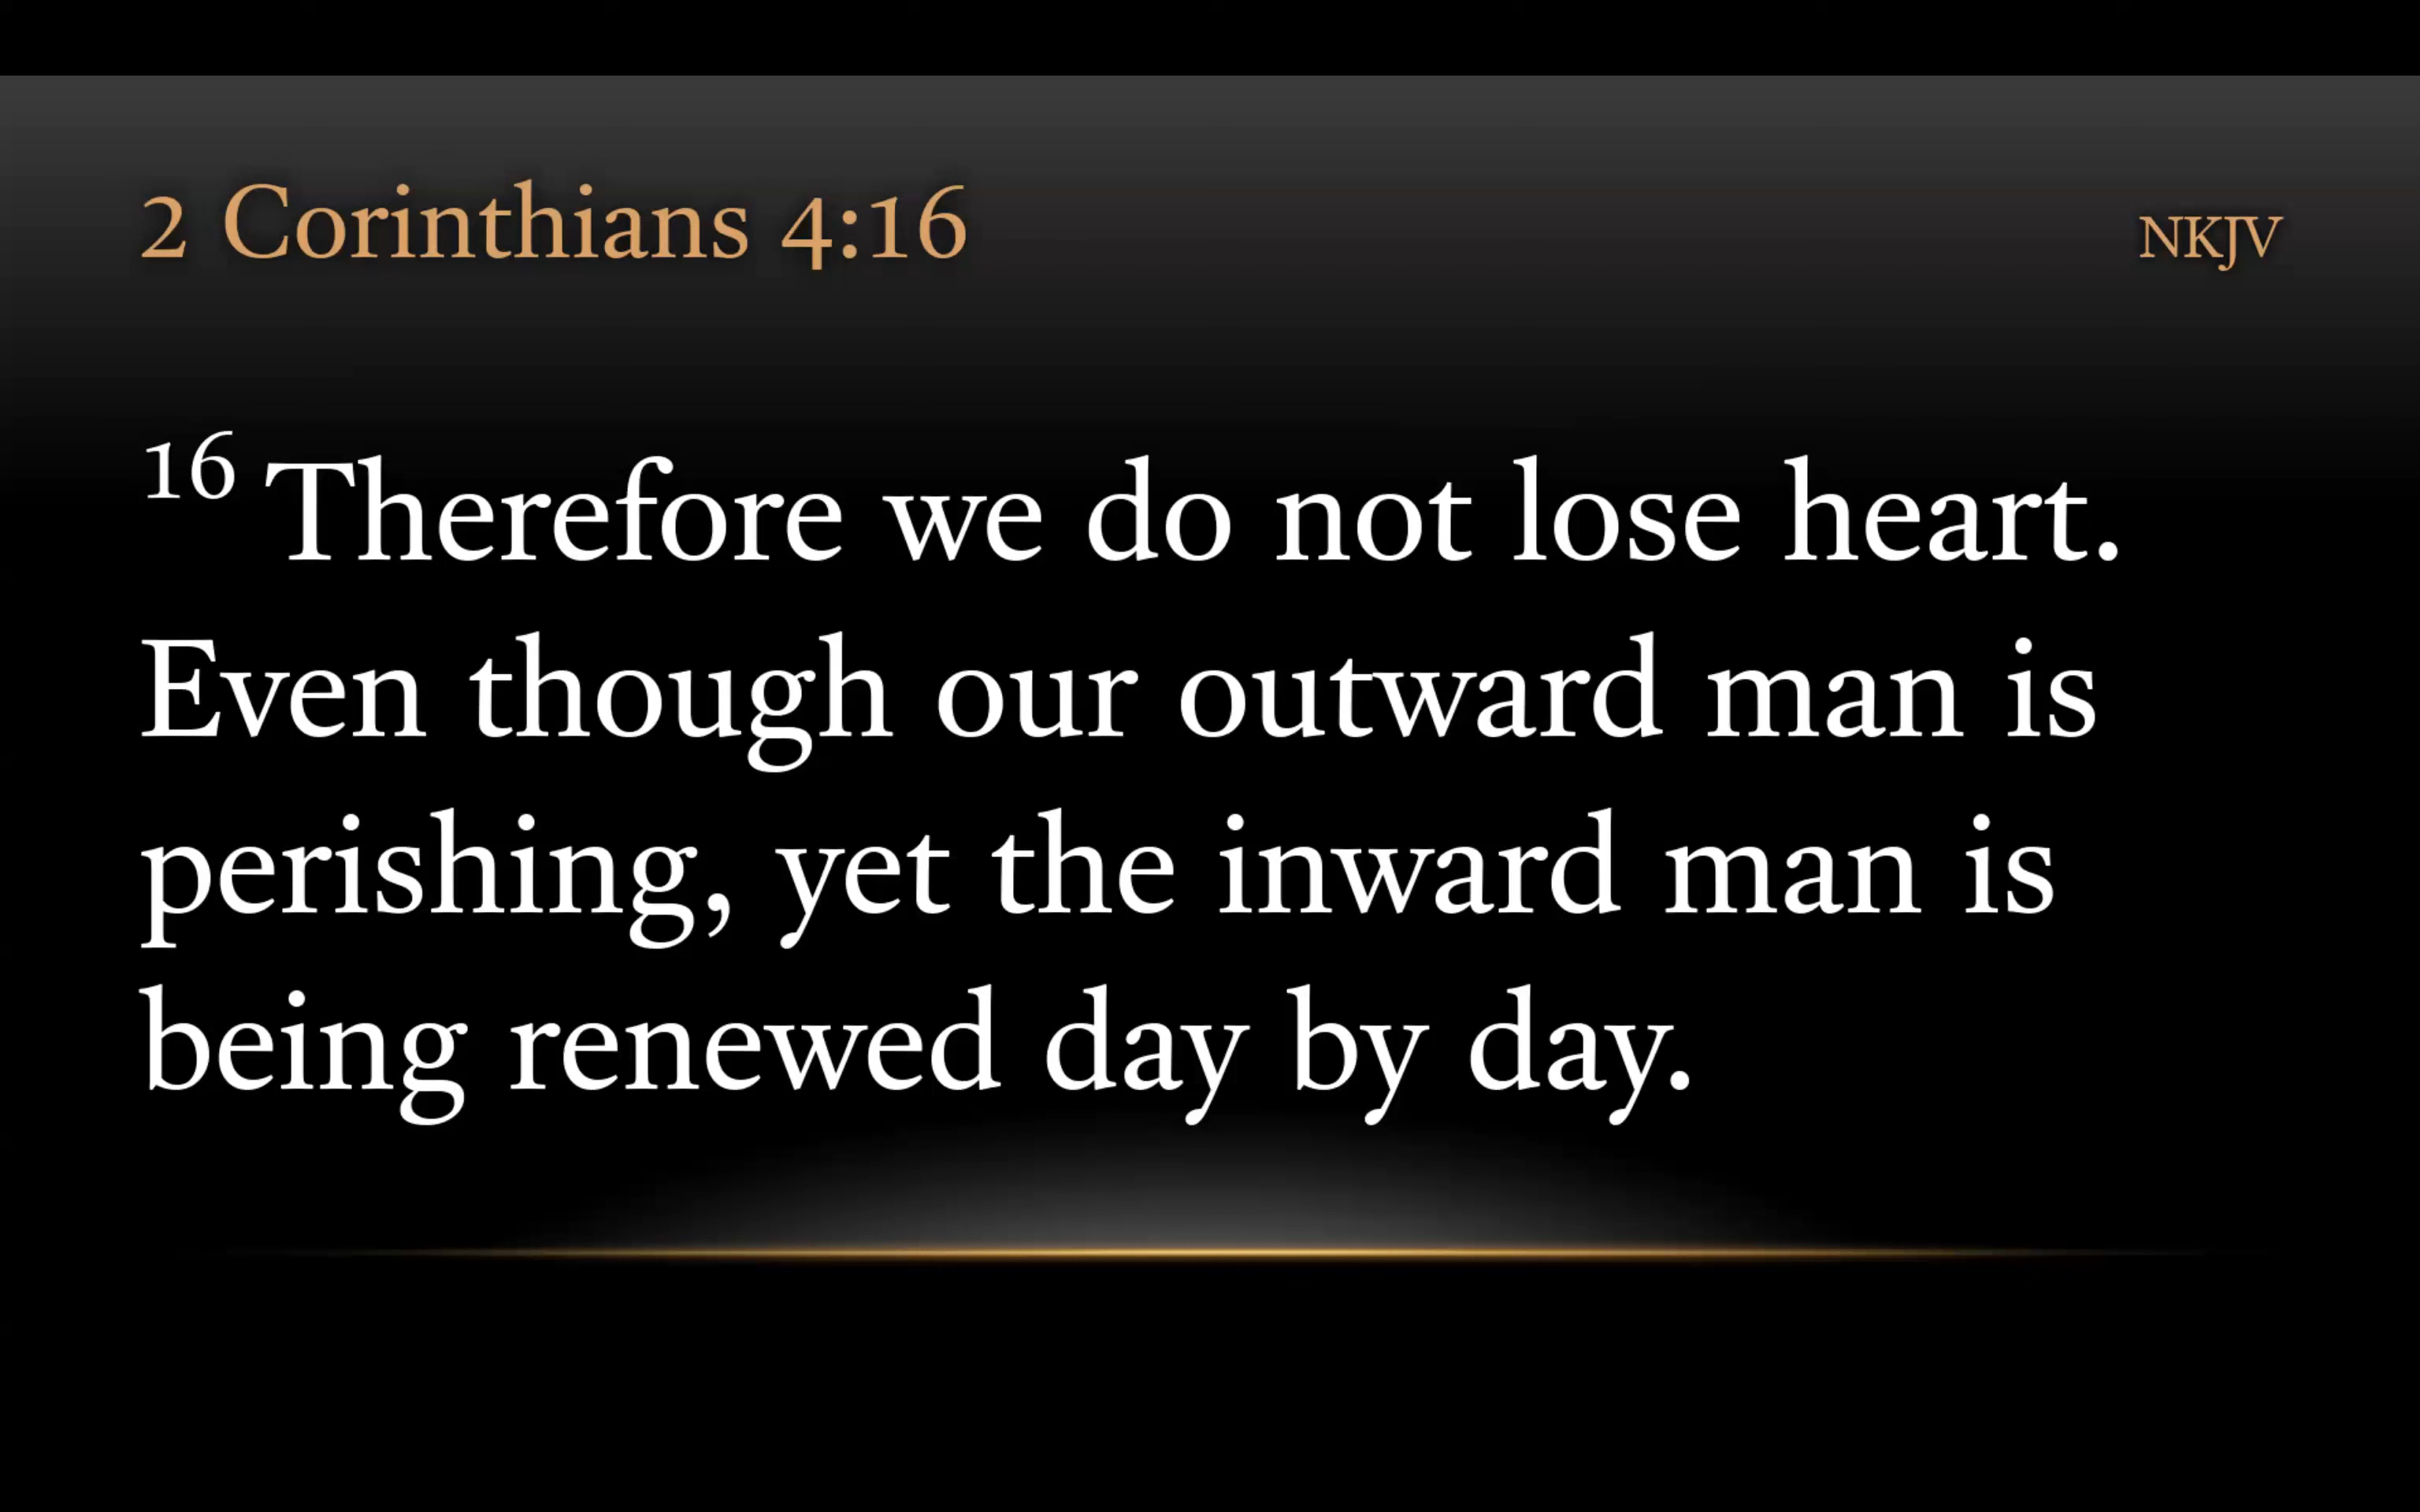 2 Corinthians 4:16
NKJV
16 Therefore we do not lose heart.
Even though our outward man is
perishing, yet the inward man is
being renewed day by day.